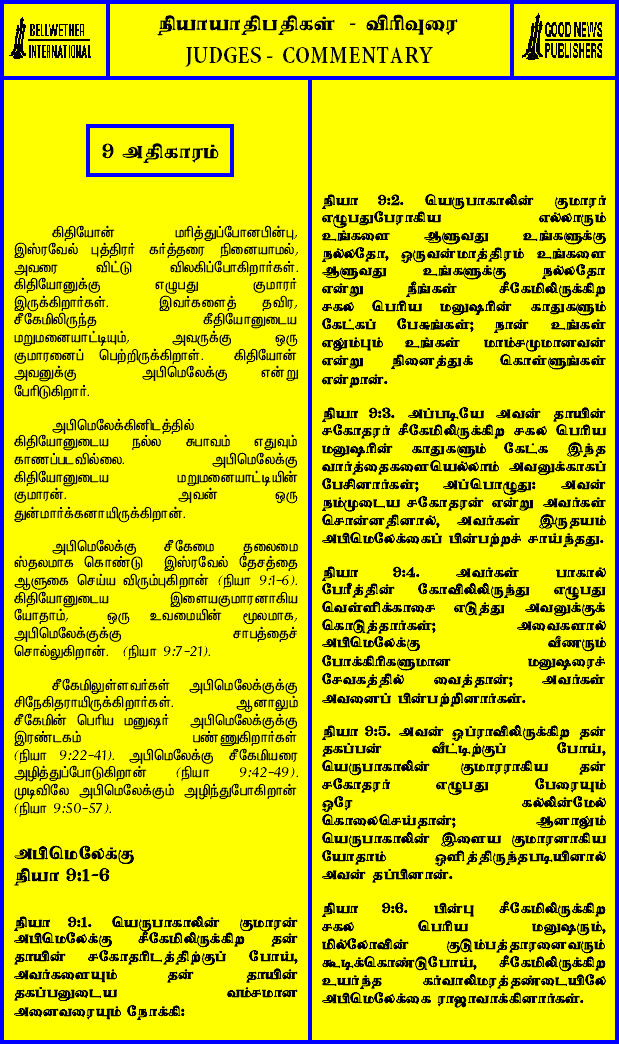 BELLWETHER
INTERNATIONAL
நியாயாதிபதிகள் - விரிவுரை
JUDGES - COMMENTARY
GOOD NEWS
PUBLISHERS
9 அதிகாரம்
கிதியோன் மரித்துப்போனபின்பு,
இஸ்ரவேல் புத்திரர் கர்த்தரை நினையாமல்,
அவரை விட்டு விலகிப்போகிறார்கள்.
கிதியோனுக்கு எழுபது குமாரர்
இருக்கிறார்கள். இவர்களைத் தவிர,
சீகேமிலிருந்த கீதியோனுடைய
மறுமனையாட்டியும், அவருக்கு ஒரு
குமாரனைப் பெற்றிருக்கிறாள். கிதியோன்
அவனுக்கு அபிமெலேக்கு என்று
பேரிடுகிறார்.
அபிமெலேக்கினிடத்தில்
கிதியோனுடைய நல்ல சுபாவம் எதுவும்
காணப்படவில்லை. அபிமெலேக்கு
கிதியோனுடைய மறுமனையாட்டியின்
குமாரன். அவன் ஒரு
துன்மார்க்கனாயிருக்கிறான்.
அபிமெலேக்கு சீகேமை தலைமை
ஸ்தலமாக கொண்டு இஸ்ரவேல் தேசத்தை
ஆளுகை செய்ய விரும்புகிறான் (நியா 9:1-6).
கிதியோனுடைய இளையகுமாரனாகிய
யோதாம், ஒரு உவமையின் மூலமாக,
அபிமெலேக்குக்கு சாபத்தைச்
சொல்லுகிறான். (நியா 9:7-21).
சீகேமிலுள்ளவர்கள் அபிமெலேக்குக்கு
சிநேகிதராயிருக்கிறார்கள். ஆனாலும்
சீகேமின் பெரிய மனுஷர் அபிமெலேக்குக்கு
இரண்டகம் பண்ணுகிறார்கள்
(நியா 9:22-41). அபிமெலேக்கு சீகேமியரை
அழித்துப்போடுகிறான் (நியா 9:42-49).
முடிவிலே அபிமெலேக்கும் அழிந்துபோகிறான்
(நியா 9:50-57).
அபிமெலேக்கு
நியா 9:1-6
நியா 9:1. யெருபாகாலின் குமாரன்
அபிமெலேக்கு சீகேமிலிருக்கிற தன்
தாயின் சகோதரிடத்திற்குப் போய்,
அவர்களையும் தன் தாயின்
தகப்பனுடைய வம்சமான
அனைவரையும் நோக்கி:
நியா 9:2. யெருபாகாலின் குமாரர்
எழுபதுபேராகிய எல்லாரும்
உங்களை ஆளுவது உங்களுக்கு
நல்லதோ, ஒருவன்மாத்திரம் உங்களை
ஆளுவது உங்களுக்கு நல்லதோ
என்று நீங்கள் சீகேமிலிருக்கிற
சகல பெரிய மனுஷரின் காதுகளும்
கேட்கப் பேசுங்கள்; நான் உங்கள்
எலும்பும் உங்கள் மாம்சமுமானவன்
என்று நினைத்துக் கொள்ளுங்கள்
என்றான்.
நியா 9:3. அப்படியே அவன் தாயின்
சகோதரர் சீகேமிலிருக்கிற சகல பெரிய
மனுஷரின் காதுகளும் கேட்க இந்த
வார்த்தைகளையெல்லாம் அவனுக்காகப்
பேசினார்கள்; அப்பொழுது: அவன்
நம்முடைய சகோதரன் என்று அவர்கள்
சொன்னதினால், அவர்கள் இருதயம்
அபிமெலேக்கைப் பின்பற்றச் சாய்ந்தது.
நியா 9:4. அவர்கள் பாகால்
பேரீத்தின் கோவிலிலிருந்து எழுபது
வெள்ளிக்காசை எடுத்து அவனுக்குக்
கொடுத்தார்கள்; அவைகளால்
அபிமெலேக்கு வீணரும்
போக்கிரிகளுமான மனுஷரைச்
சேவகத்தில் வைத்தான்; அவர்கள்
அவனைப் பின்பற்றினார்கள்.
நியா 9:5. அவன் ஒப்ராவிலிருக்கிற தன்
தகப்பன் வீட்டிற்குப் போய்,
யெருபாகாலின் குமாரராகிய தன்
சகோதரர் எழுபது பேரையும்
ஒரே கல்லின்மேல்
கொலைசெய்தான்; ஆனாலும்
யெருபாகாலின் இளைய குமாரனாகிய
யோதாம் ஒளித்திருந்தபடியினால்
அவன் தப்பினான்.
நியா 9:6. பின்பு சீகேமிலிருக்கிற
சகல பெரிய மனுஷரும்,
மில்லோவின் குடும்பத்தாரனைவரும்
கூடிக்கொண்டுபோய், சீகேமிலிருக்கிற
உயர்ந்த கர்வாலிமரத்தண்டையிலே
அபிமெலேக்கை ராஜாவாக்கினார்கள்.